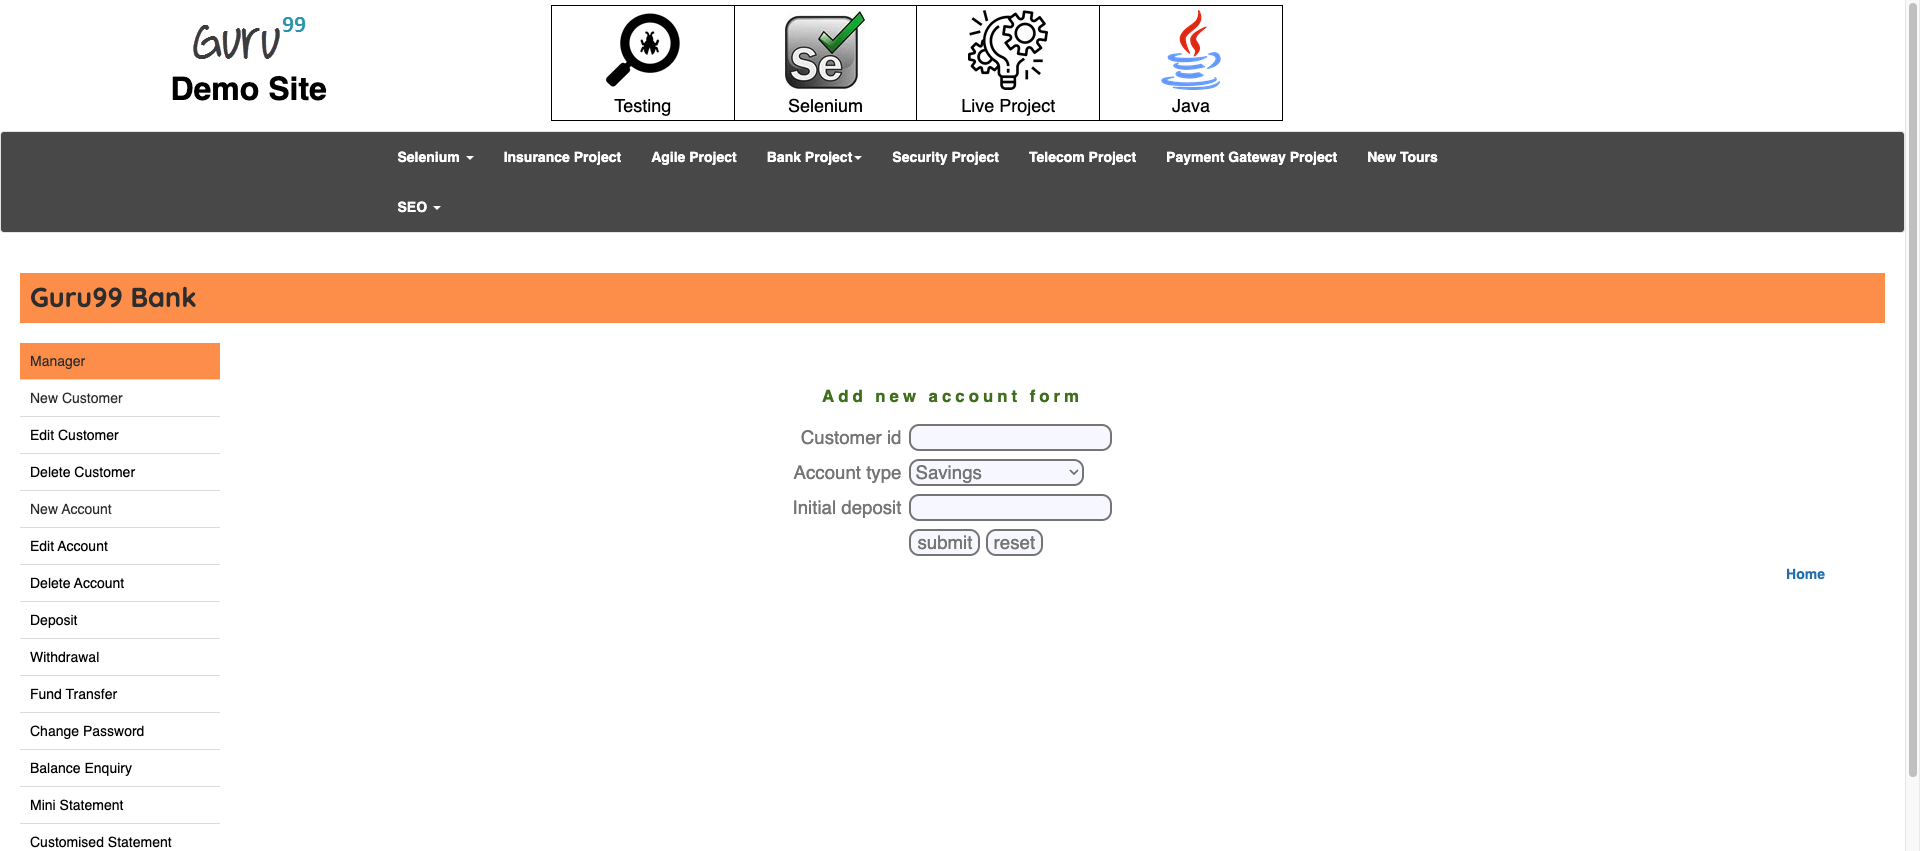 Guru99
Demo Site
Testing
Se
Selenium
Live Project
Java
Selenium
Insurance Project
Agile Project
Bank Project
Security Project
Telecom Project
Payment Gateway Project
New Tours
SEO
Guru99 Bank
Manager
New Customer
Edit Customer
Delete Customer
New Account
Edit Account
Delete Account
Deposit
Withdrawal
Fund Transfer
Change Password
Balance Enquiry
Mini Statement
Customised Statement
Add new account form
Customer id
Account type Savings
Initial deposit
submit reset
Home